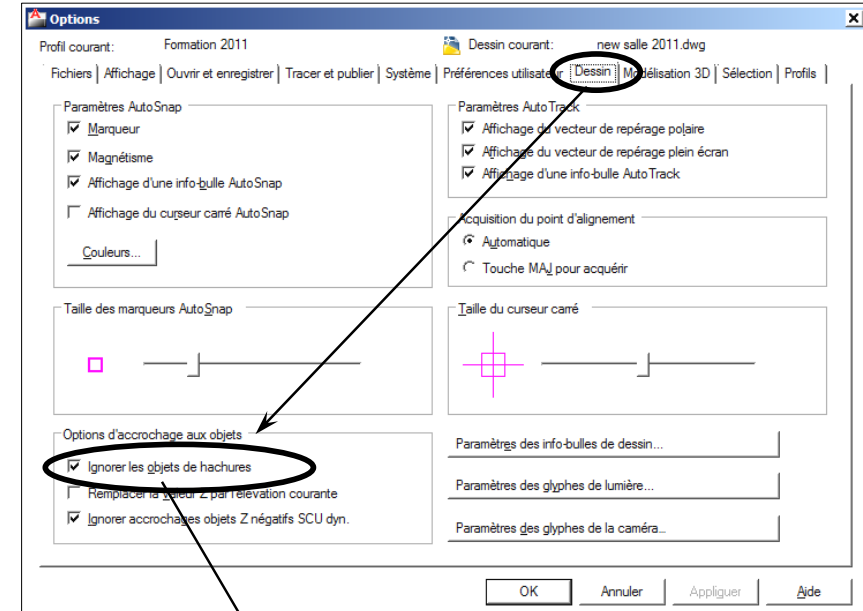 Options
Profil courant: Formation 2011 Dessin courant: new salle 2011.dwg
Fichiers Affichage Ouvrir et enregistrer Tracer et publier Système Préférences utilisateur Dessin Modélisation 3D Sélection Profils
Paramètres AutoSnap
Marqueur
Magnétisme
Affichage d'une info-bulle AutoSnap
Affichage du curseur carré AutoSnap
Couleurs...
Paramètres AutoTrack
Affichage du vecteur de repérage polaire
Affichage du vecteur de repérage plein écran
Affichage d'une info-bulle AutoTrack
Acquisition du point d'alignement
Automatique
Touche MAJ pour acquérir
Taille des marqueurs AutoSnap
Taille du curseur carré
Options d'accrochage aux objets
Ignorer les objets de hachures
Remplacer la valeur Z par l'élévation courante
Ignorer accrochages objets Z négatifs SCU dyn.
Paramètres des info-bulles de dessin...
Paramètres des glyphes de lumière...
Paramètres des glyphes de la caméra...
OK Annuler Appliquer Aide